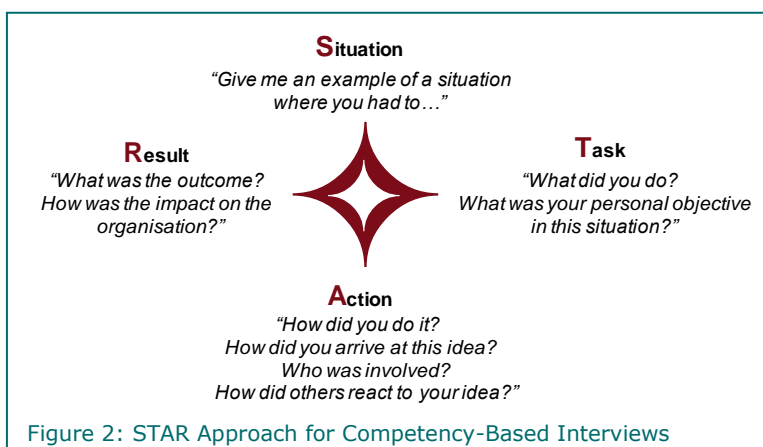 Situation
“Give me an example of a situation
where you had to…”
Result
“What was the outcome?
How was the impact on the
organisation?”
Task
“What did you do?
What was your personal objective
in this situation?”
Action
“How did you do it?
How did you arrive at this idea?
Who was involved?
How did others react to your idea?”
Figure 2: STAR Approach for Competency-Based Interviews